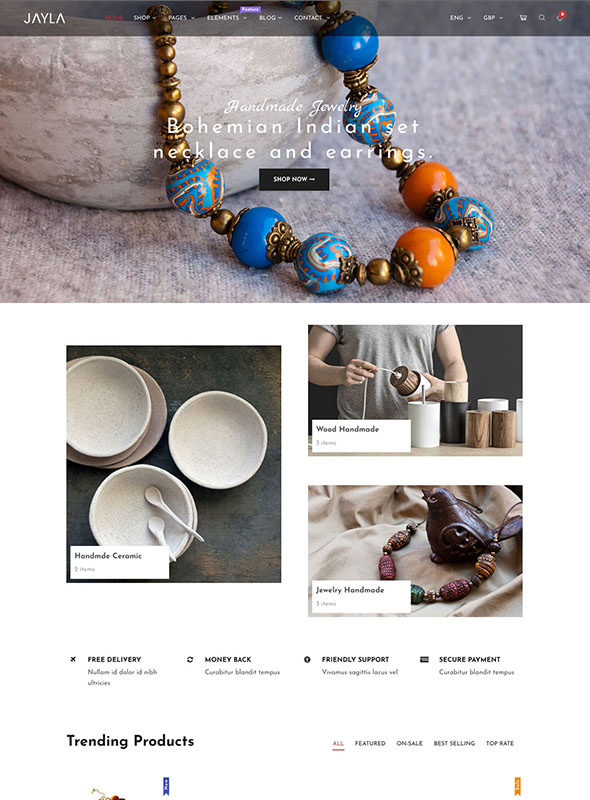 JAYLA
HOME SHOP PAGES ELEMENTS BLOG CONTACT ENG GBP
Feature
Handmade Jewelry
Bohemian Indian set
necklace and earrings.
SHOP NOW
Wood Handmade
3 items
Handmde Ceramic
2 items
Jewelry Handmade
3 items
FREE DELIVERY
Nullam id dolor id nibh
ultricies
MONEY BACK
Curabitur blandit tempus
FRIENDLY SUPPORT
Vivamus sagittis lacus vel
SECURE PAYMENT
Curabitur blandit tempus
Trending Products
ALL FEATURED ON-SALE BEST SELLING TOP RATE
New